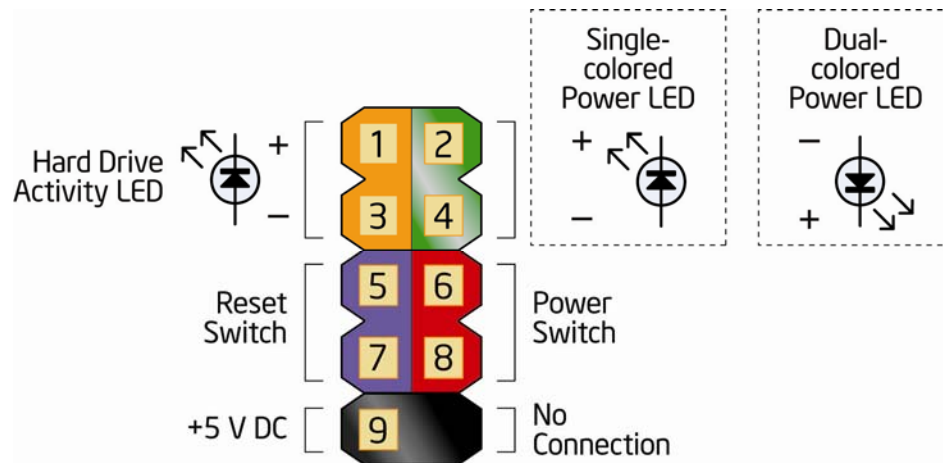 Single-
colored
Power LED
Dual-
colored
Power LED
Hard Drive
Activity LED
+
−
1
2
3
4
+
−
−
+
Reset
Switch
5
6
7
8
Power
Switch
+5 V DC
9
No
Connection